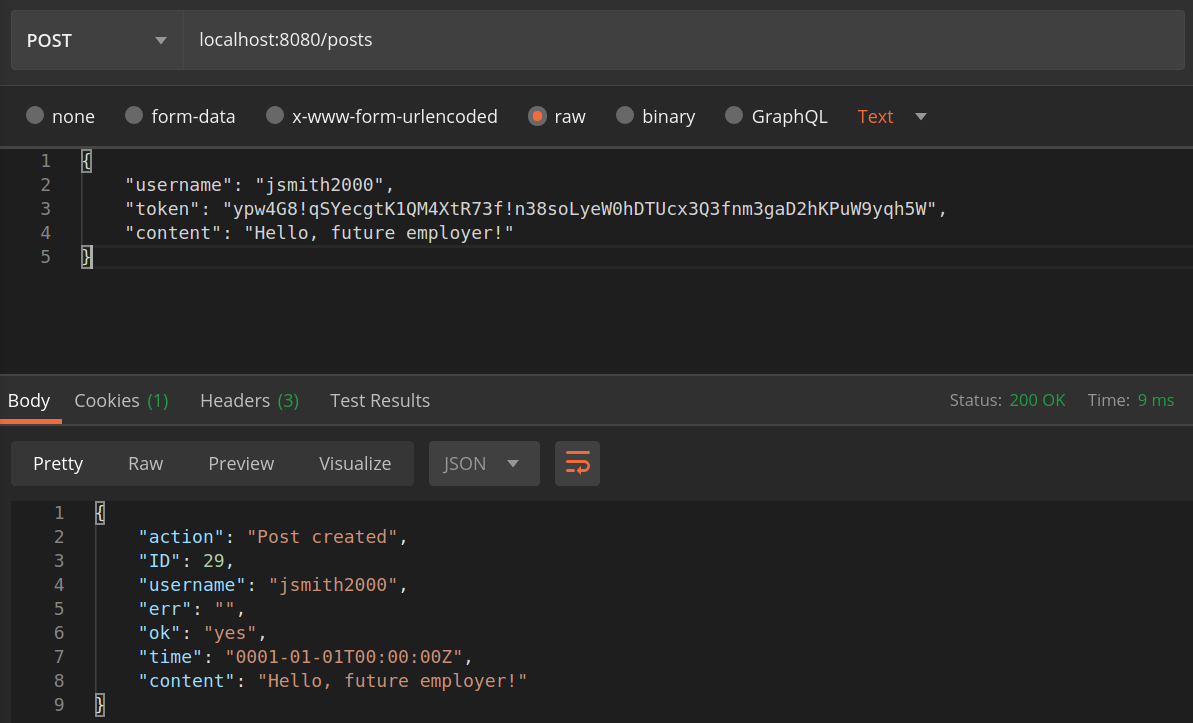 POST localhost:8080/posts
none form-data x-www-form-urlencoded raw binary GraphQL Text
1 {
2 "username": "jsmith2000",
3 "token": "ypw4G8!qSYecgtK1QM4XtR73f!n38soLyeW0hDTUcx3Q3fnm3gaD2hKPuW9yqh5W",
4 "content": "Hello, future employer!"
5 }
Body Cookies (1) Headers (3) Test Results Status: 200 OK Time: 9 ms
Pretty Raw Preview Visualize JSON
1 {
2 "action": "Post created",
3 "ID": 29,
4 "username": "jsmith2000",
5 "err": "",
6 "ok": "yes",
7 "time": "0001-01-01T00:00:00Z",
8 "content": "Hello, future employer!"
9 }